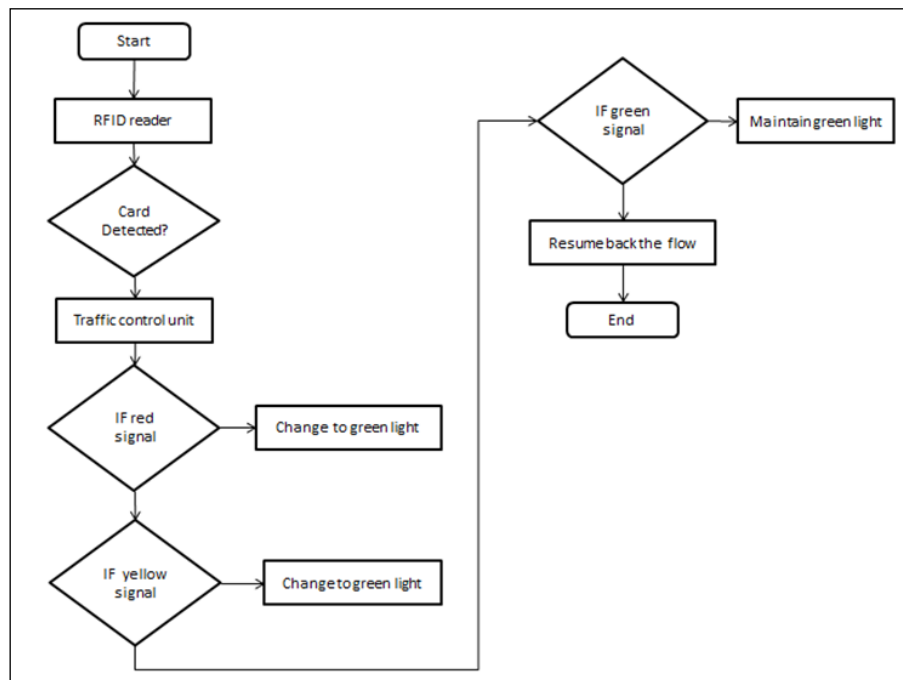 Start
RFID reader
Card
Detected?
Traffic control unit
IF red
signal
Change to green light
IF yellow
signal
Change to green light
IF green
signal
Maintain green light
Resume back the flow
End